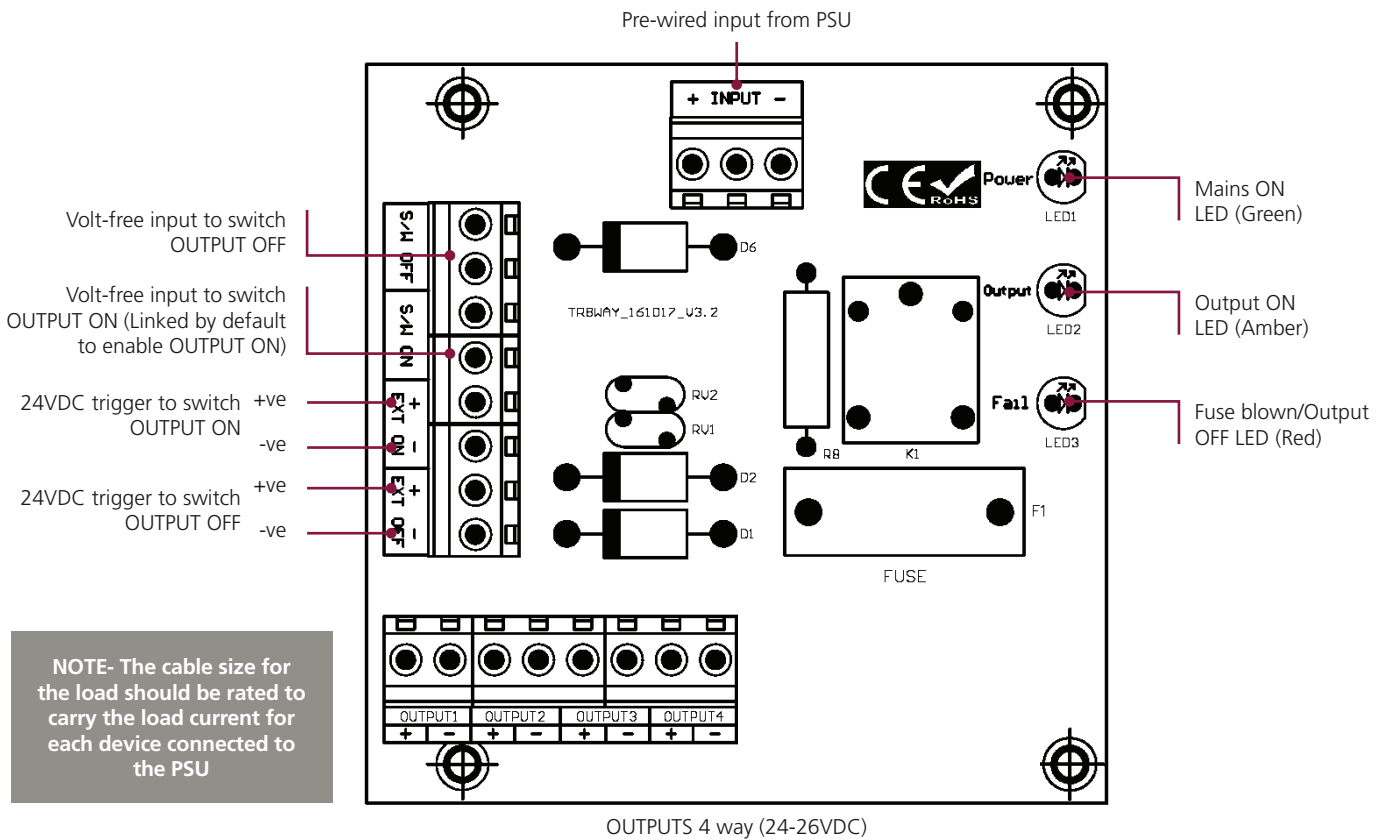 Pre-wired input from PSU
+ INPUT -
CE RoHS
Power
LED1
Mains ON
LED (Green)
Volt-free input to switch
OUTPUT OFF
S/W OFF
D6
Output
LED2
Output ON
LED (Amber)
Volt-free input to switch
OUTPUT ON (Linked by default
to enable OUTPUT ON)
S/W ON
TRBWAY_161017_V3.2
24VDC trigger to switch
OUTPUT ON
+ve
-ve
+ -
EXT ON
RV2
RV1
R8
K1
Fail
LED3
Fuse blown/Output
OFF LED (Red)
24VDC trigger to switch
OUTPUT OFF
+ve
-ve
+ -
EXT OFF
D2
D1
F1
FUSE
NOTE- The cable size for
the load should be rated to
carry the load current for
each device connected to
the PSU
OUTPUT1 OUTPUT2 OUTPUT3 OUTPUT4
+ - + - + - + -
OUTPUTS 4 way (24-26VDC)